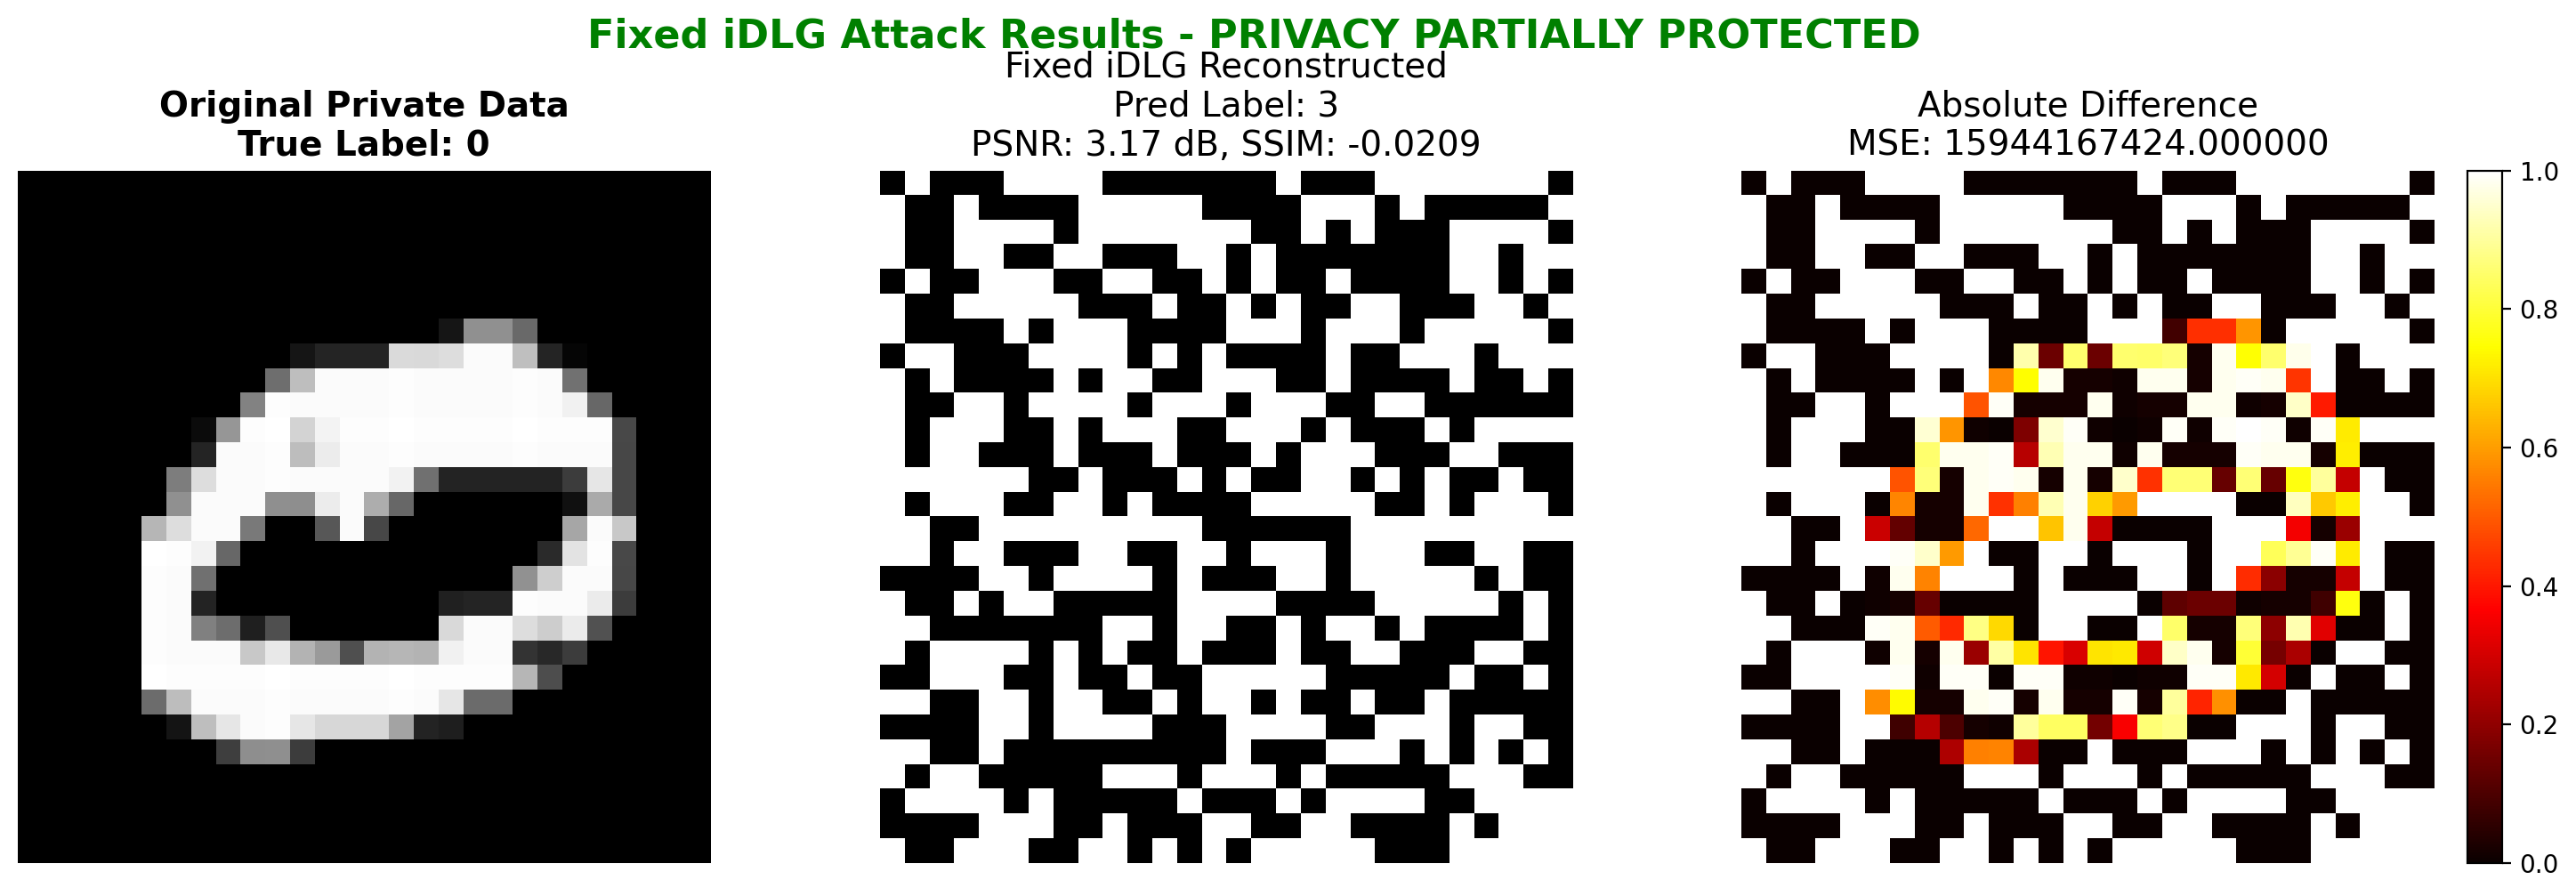 Fixed iDLG Attack Results - PRIVACY PARTIALLY PROTECTED
Original Private Data
True Label: 0
Fixed iDLG Reconstructed
Pred Label: 3
PSNR: 3.17 dB, SSIM: -0.0209
Absolute Difference
MSE: 15944167424.000000
1.0
0.8
0.6
0.4
0.2
0.0